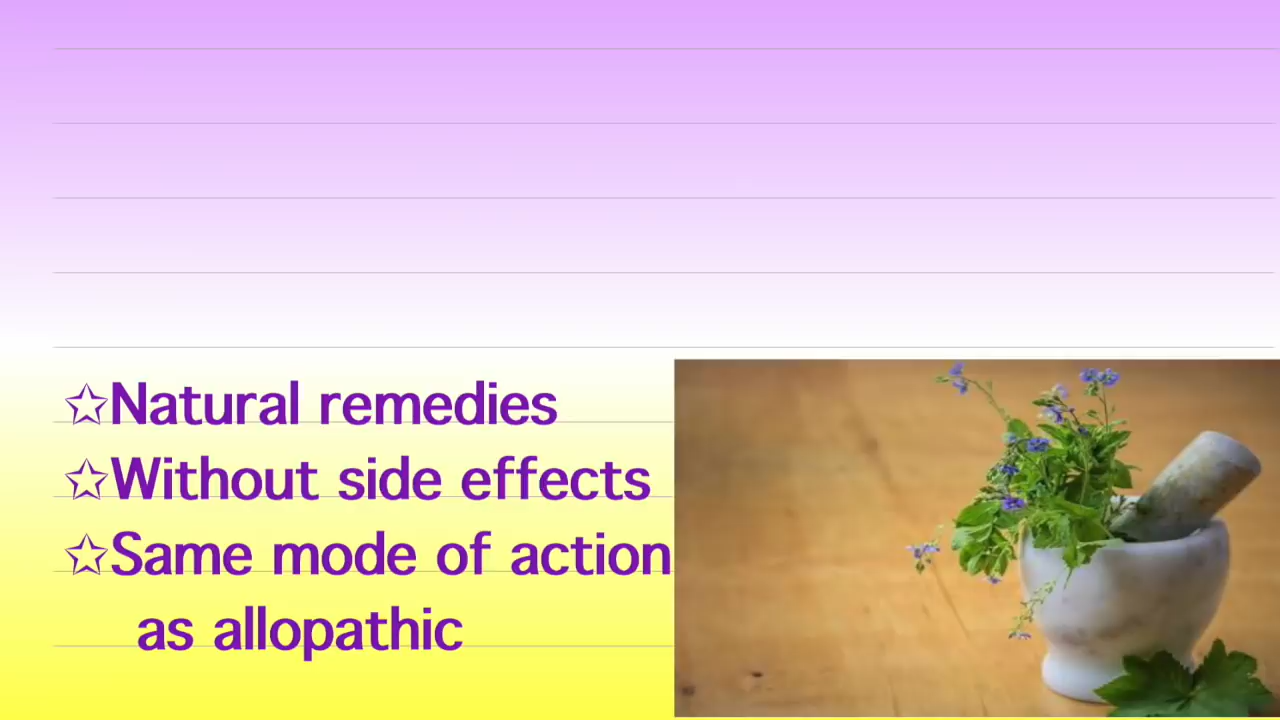 ☆Natural remedies
☆Without side effects
☆Same mode of action
as allopathic